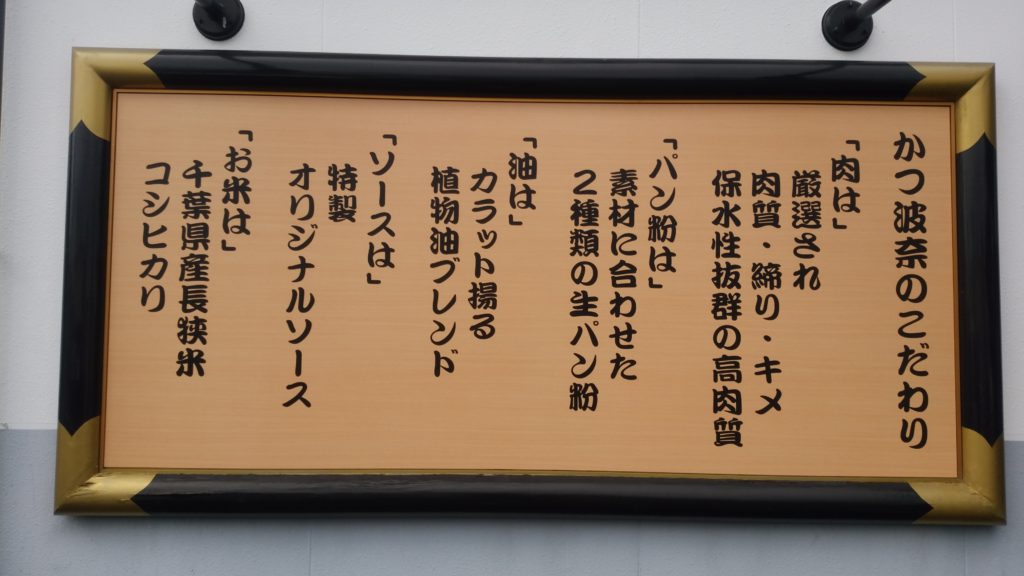 かつ波奈のこだわり
「肉は」
厳選され
肉質・締り・キメ
保水性抜群の高肉質
「パン粉は」
素材に合わせた
２種類の生パン粉
「油は」
カラット揚る
植物油ブレンド
「ソースは」
特製
オリジナルソース
「お米は」
千葉県産長狭米
コシヒカリ